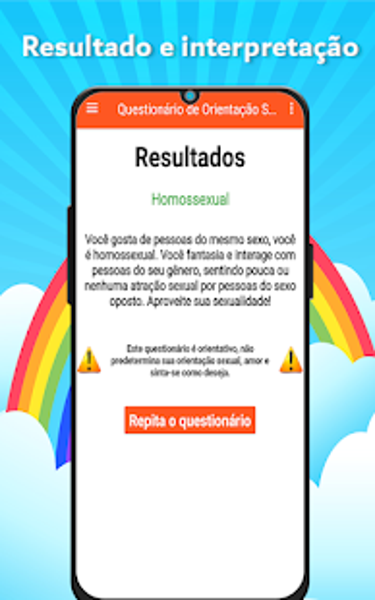 Resultado e interpretação
Questionário de Orientação S...
Resultados
Homossexual
Você gosta de pessoas do mesmo sexo, você
é homossexual. Você fantasia e interage com
pessoas do seu gênero, sentindo pouca ou
nenhuma atração sexual por pessoas do sexo
oposto. Aproveite sua sexualidade!
Este questionário é orientativo, não
predetermina sua orientação sexual, amor e
sinta-se como deseja.
Repita o questionário